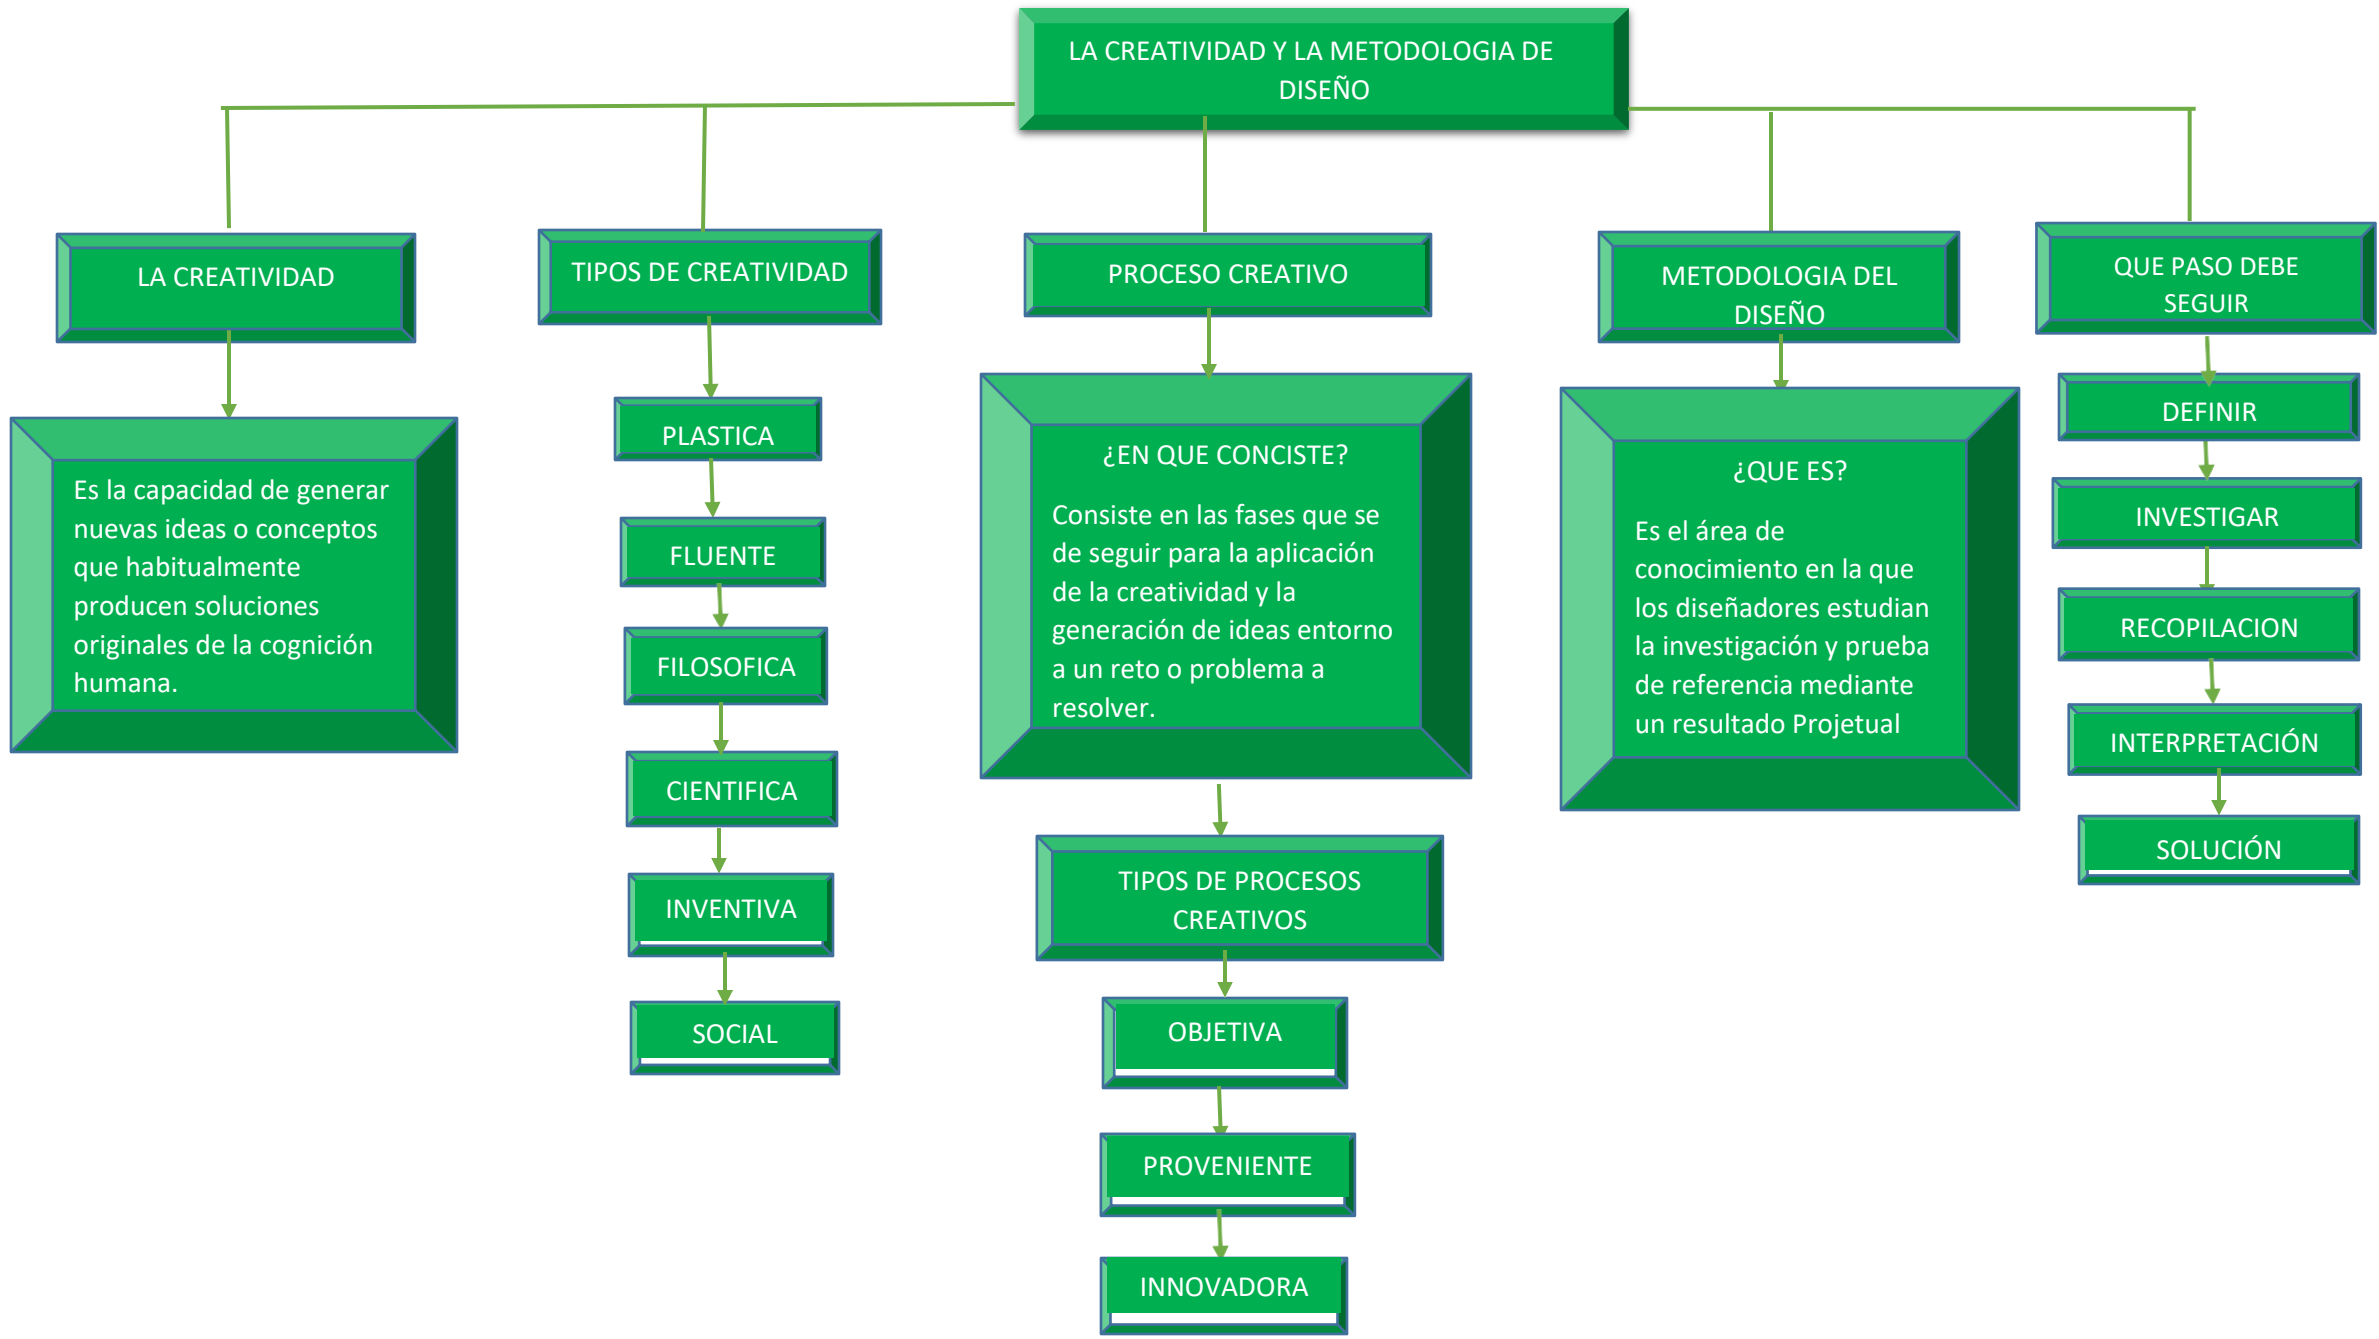 LA CREATIVIDAD Y LA METODOLOGIA DE
DISEÑO
LA CREATIVIDAD
Es la capacidad de generar
nuevas ideas o conceptos
que habitualmente
producen soluciones
originales de la cognición
humana.
TIPOS DE CREATIVIDAD
PLASTICA
FLUENTE
FILOSOFICA
CIENTIFICA
INVENTIVA
SOCIAL
PROCESO CREATIVO
¿EN QUE CONCISTE?
Consiste en las fases que se
de seguir para la aplicación
de la creatividad y la
generación de ideas entorno
a un reto o problema a
resolver.
TIPOS DE PROCESOS
CREATIVOS
OBJETIVA
PROVENIENTE
INNOVADORA
METODOLOGIA DEL
DISEÑO
¿QUE ES?
Es el área de
conocimiento en la que
los diseñadores estudian
la investigación y prueba
de referencia mediante
un resultado Projetual
QUE PASO DEBE
SEGUIR
DEFINIR
INVESTIGAR
RECOPILACION
INTERPRETACIÓN
SOLUCIÓN